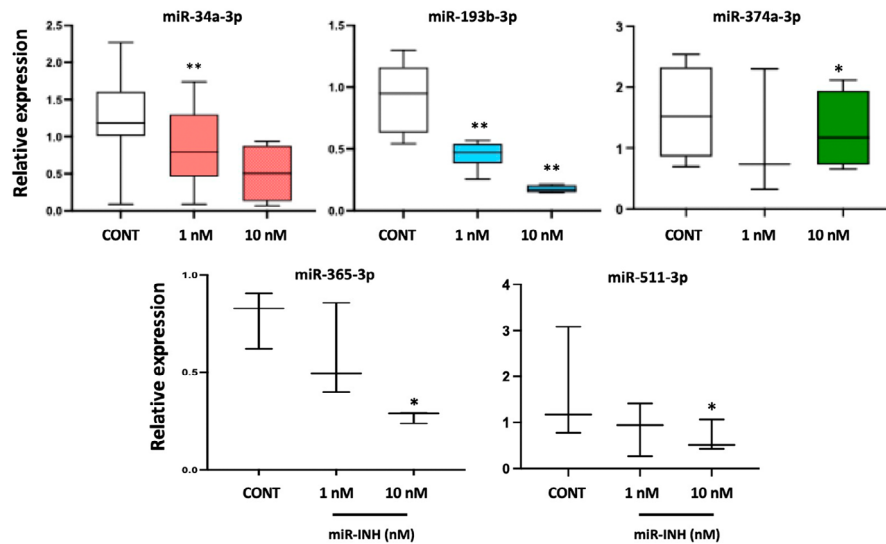 miR-34a-3p
miR-193b-3p
miR-374a-3p
Relative expression
2.5
2.0
1.5
1.0
0.5
0.0
**
CONT
1 nM
10 nM
1.5
1.0
0.5
0.0
**
**
CONT
1 nM
10 nM
3
2
1
0
*
CONT
1 nM
10 nM
miR-365-3p
miR-511-3p
Relative expression
1.0
0.5
0.0
*
CONT
1 nM
10 nM
miR-INH (nM)
4
3
2
1
0
*
CONT
1 nM
10 nM
miR-INH (nM)